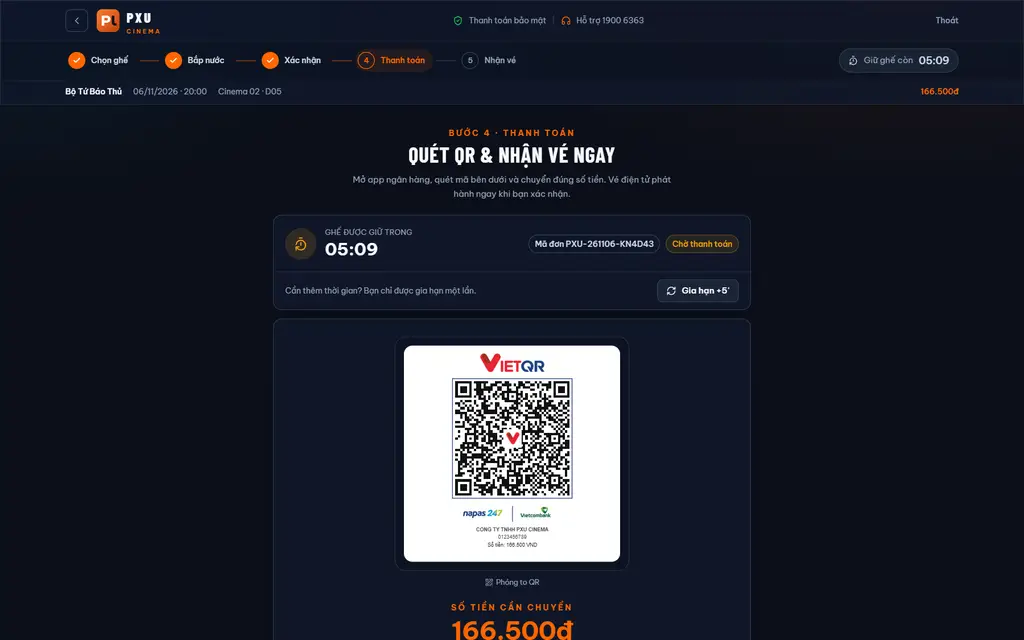 PXU
CINEMA
Thanh toán bảo mật
Hỗ trợ 1900 6363
Thoát
Chọn ghế
Bắp nước
Xác nhận
4 Thanh toán
5 Nhận vé
Giữ ghế còn 05:09
Bộ Tứ Báo Thủ 06/11/2026 · 20:00 Cinema 02 · D05
166.500đ
BƯỚC 4 · THANH TOÁN
QUÉT QR & NHẬN VÉ NGAY
Mở app ngân hàng, quét mã bên dưới và chuyển đúng số tiền. Vé điện tử phát
hành ngay khi bạn xác nhận.
GHẾ ĐƯỢC GIỮ TRONG
05:09
Mã đơn PXU-261106-KN4D43
Chờ thanh toán
Cần thêm thời gian? Bạn chỉ được gia hạn một lần.
Gia hạn +5'
VIETQR
napas 247
Vietcombank
CONG TY TNHH PXU CINEMA
0123456789
Số tiền: 166.500 VND
Phóng to QR
SỐ TIỀN CẦN CHUYỂN
166.500đ